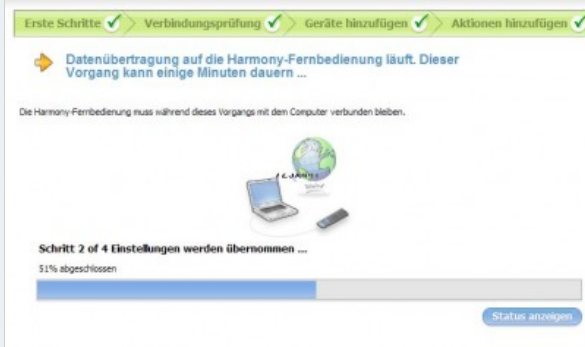 Erste Schritte Verbindungsprüfung Geräte hinzufügen Aktionen hinzufügen
Datenübertragung auf die Harmony-Fernbedienung läuft. Dieser
Vorgang kann einige Minuten dauern ...
Die Harmony-Fernbedienung muss während dieses Vorgangs mit dem Computer verbunden bleiben.
Schritt 2 of 4 Einstellungen werden übernommen ...
51% abgeschlossen
Status anzeigen